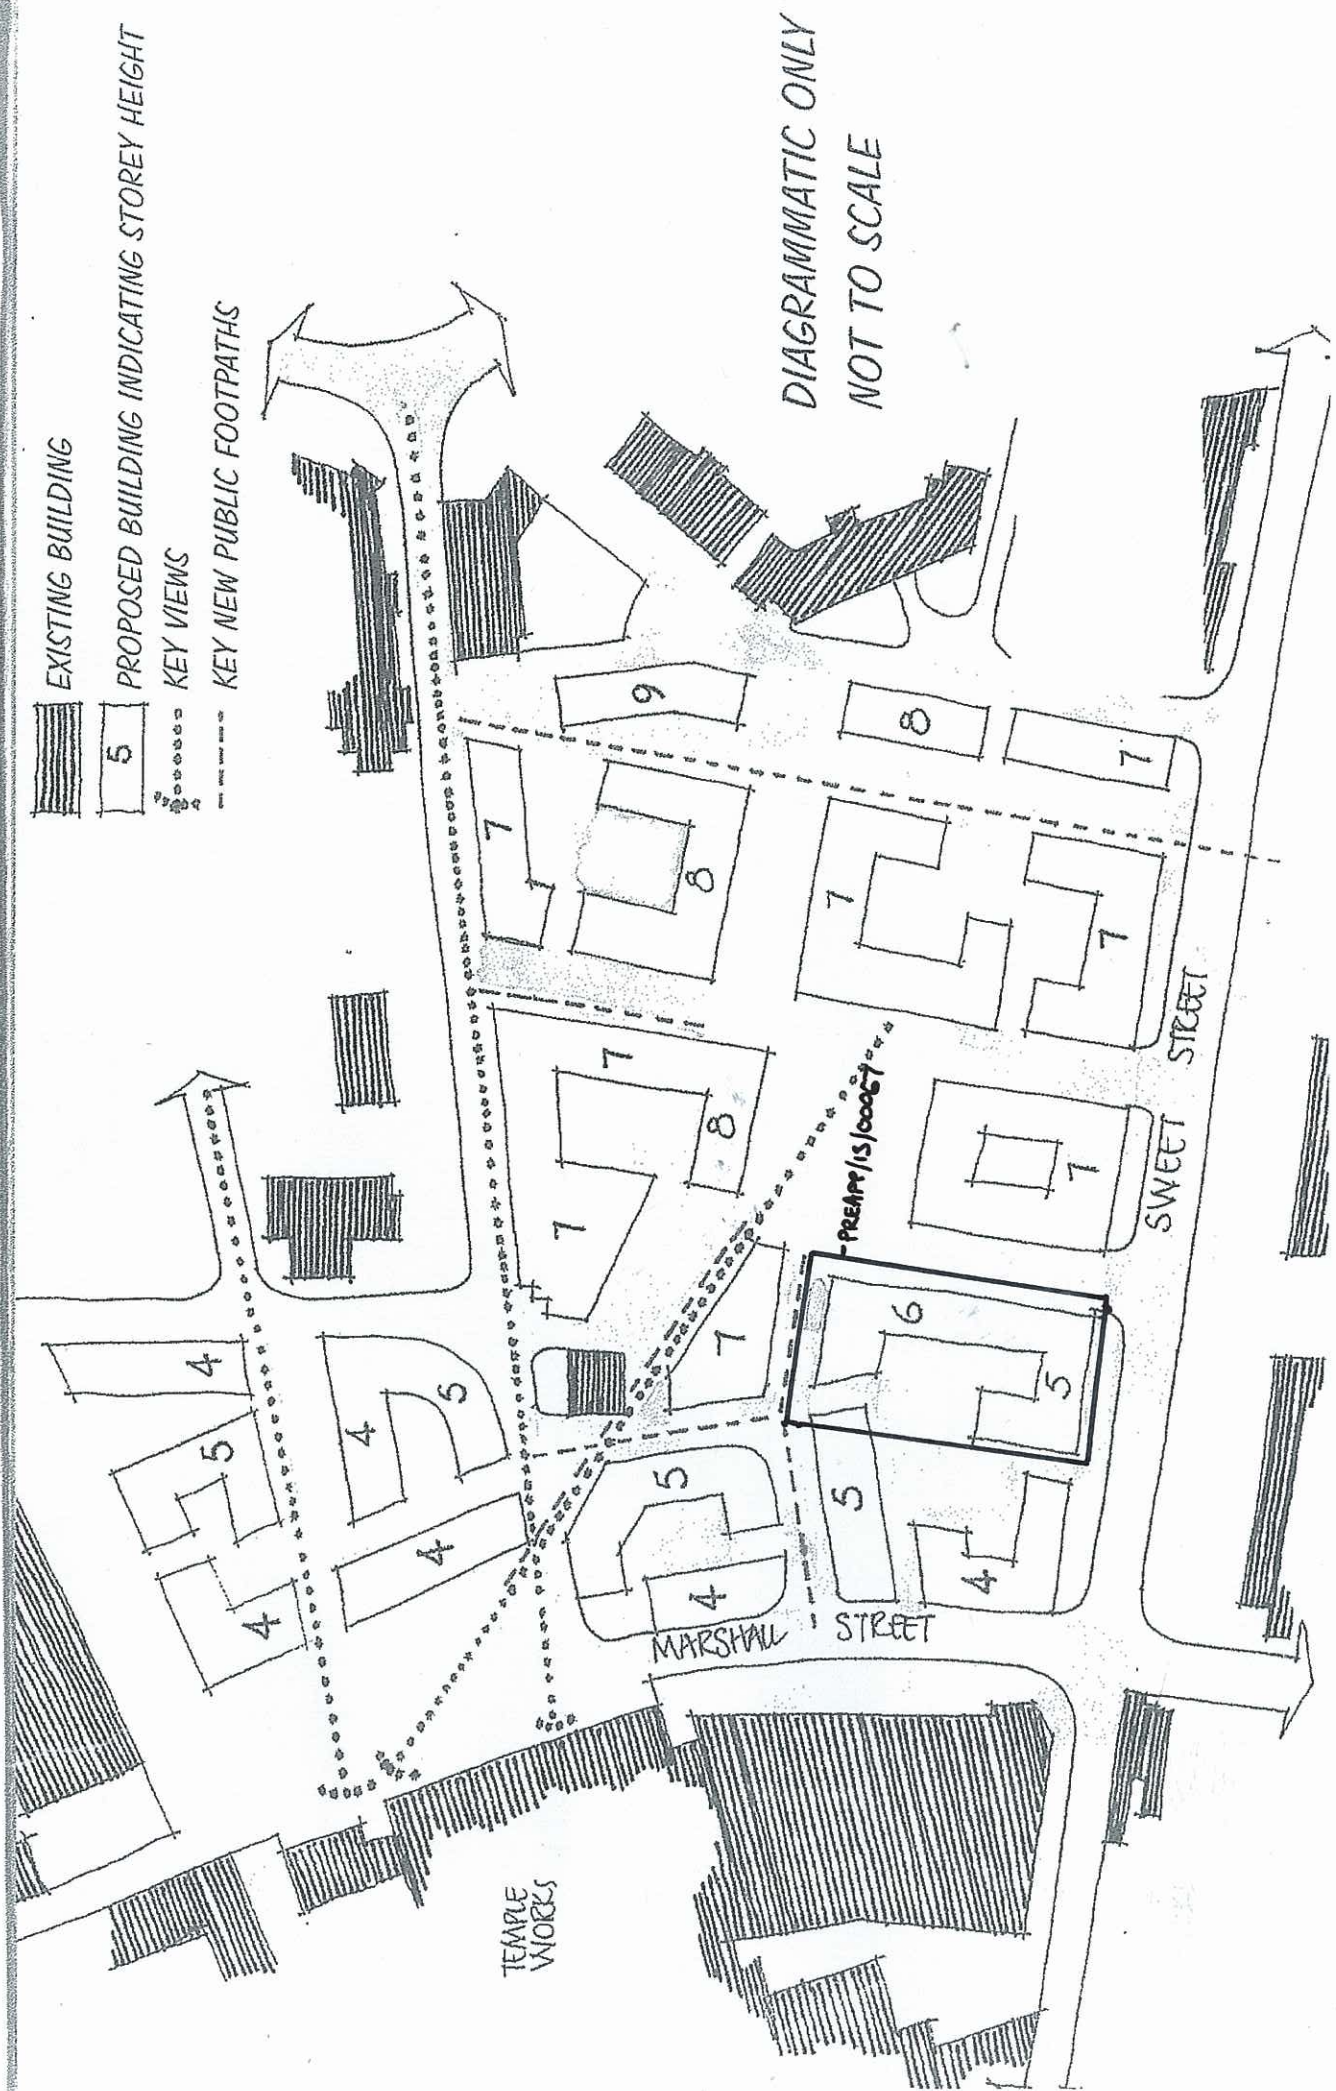 EXISTING BUILDING
5 PROPOSED BUILDING INDICATING STOREY HEIGHT
KEY VIEWS
KEY NEW PUBLIC FOOTPATHS
4
5
4
4
5
4
7
TEMPLE
WORKS
7
7
9
5
8
4
8
7
MARSHALL STREET
DIAGRAMMATIC ONLY
NOT TO SCALE
7
5
PREAPP/15/00067
6
8
4
5
7
7
7
SWEET STREET